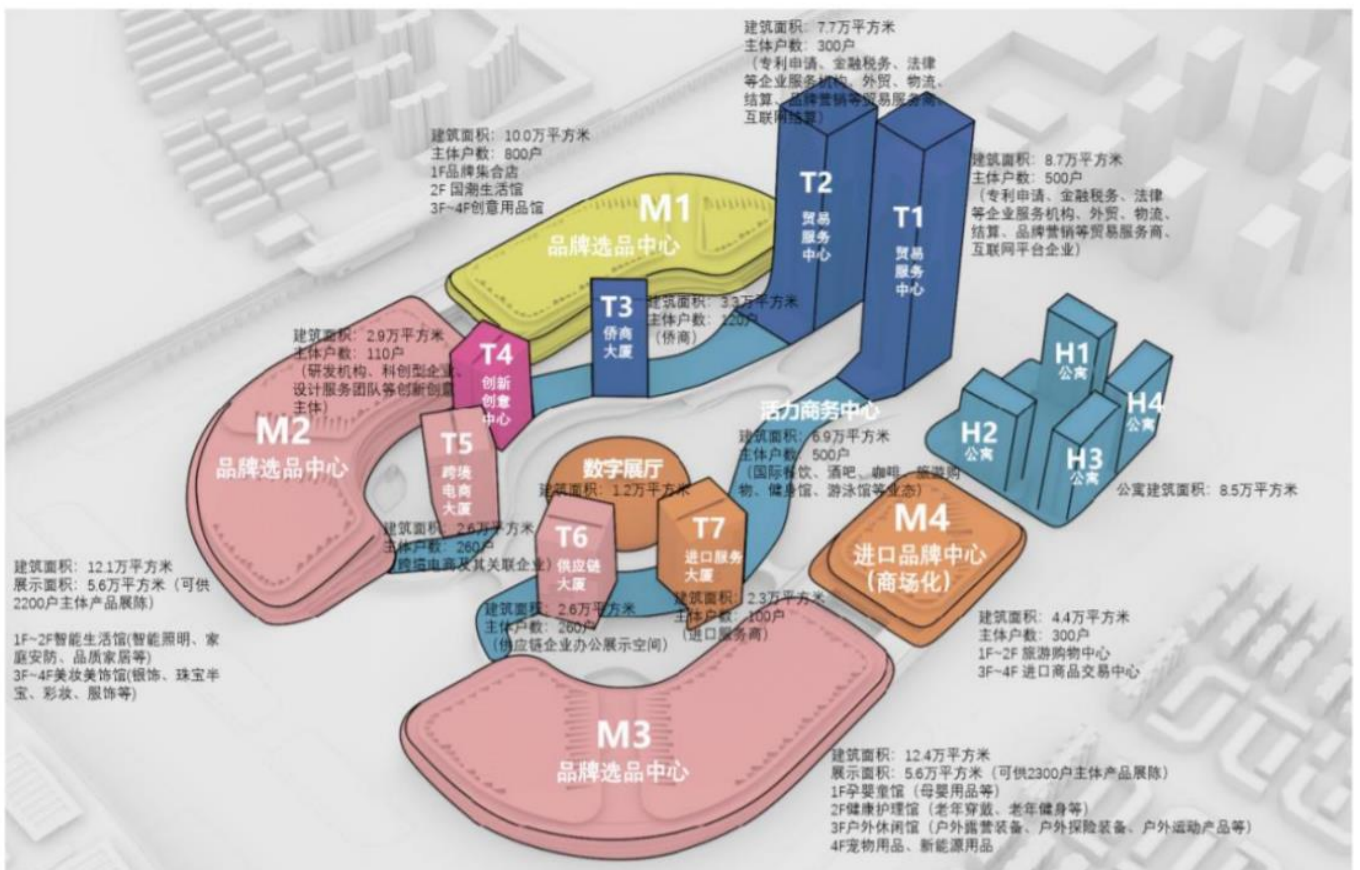 建筑面积：7.7万平方米
主体户数：300户
（专利申请、金融税务、法律
等企业服务机构、外贸、物流、
结算、品牌营销等贸易服务商、
互联网结算）
建筑面积：10.0万平方米
主体户数：800户
1F品牌集合店
2F 国潮生活馆
3F~4F创意用品馆
M1
品牌选品中心
T2
贸易
服务
中心
T1
贸易
服务
中心
建筑面积：8.7万平方米
主体户数：500户
（专利申请、金融税务、法律
等企业服务机构、外贸、物流、
结算、品牌营销等贸易服务商、
互联网平台企业）
T3
侨商
大厦
建筑面积：3.3万平方米
主体户数：120户
（侨商）
建筑面积：2.9万平方米
主体户数：110户
（研发机构、科创型企业、
设计服务团队等创新创意
主体）
T4
创新
创意
中心
M2
品牌选品中心
T5
跨境
电商
大厦
建筑面积：2.6万平方米
主体户数：260户
（跨境电商及其关联企业）
数字展厅
建筑面积：1.2万平方米
活力商务中心
建筑面积：6.9万平方米
主体户数：500户
（国际餐饮、酒吧、咖啡、旅游购
物、健身馆、游泳馆等业态）
H1
公寓
H2
公寓
H3
公寓
H4
公寓
公寓建筑面积：8.5万平方米
T6
供应链
大厦
建筑面积：2.6万平方米
主体户数：260户
（供应链企业办公展示空间）
T7
进口服务
大厦
建筑面积：2.3万平方米
主体户数：100户
（进口服务商）
M4
进口品牌中心
（商场化）
建筑面积：4.4万平方米
主体户数：300户
1F~2F 旅游购物中心
3F~4F 进口商品交易中心
建筑面积：12.1万平方米
展示面积：5.6万平方米（可供
2200户主体产品展陈）
1F~2F智能生活馆(智能照明、家
庭安防、品质家居等)
3F~4F美妆美饰馆(银饰、珠宝半
宝、彩妆、服饰等)
M3
品牌选品中心
建筑面积：12.4万平方米
展示面积：5.6万平方米（可供2300户主体产品展陈）
1F孕婴童馆（母婴用品等）
2F健康护理馆（老年穿戴、老年健身等）
3F户外休闲馆（户外露营装备、户外探险装备、户外运动产品等）
4F宠物用品、新能源用品